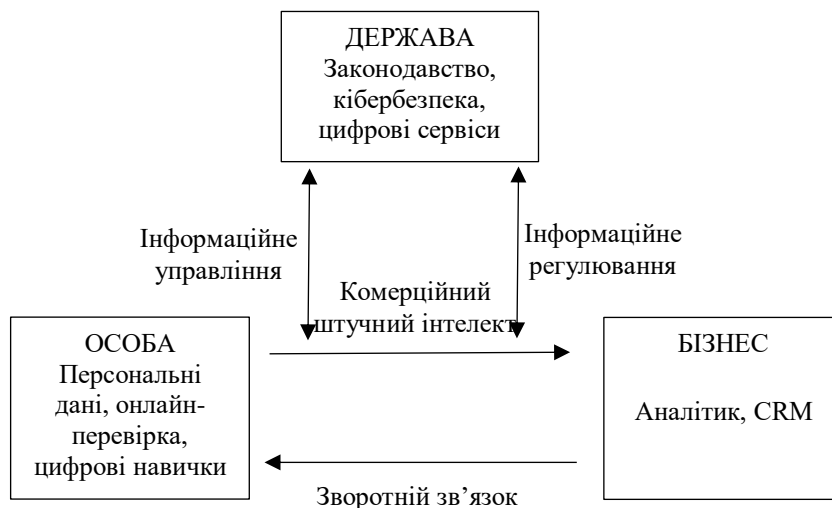 ДЕРЖАВА
Законодавство,
кібербезпека,
цифрові сервіси
Інформаційне
управління
Інформаційне
регулювання
Комерційний
штучний інтелект
ОСОБА
Персональні
дані, онлайн-
перевірка,
цифрові навички
БІЗНЕС
Аналітик, CRM
Зворотній зв’язок